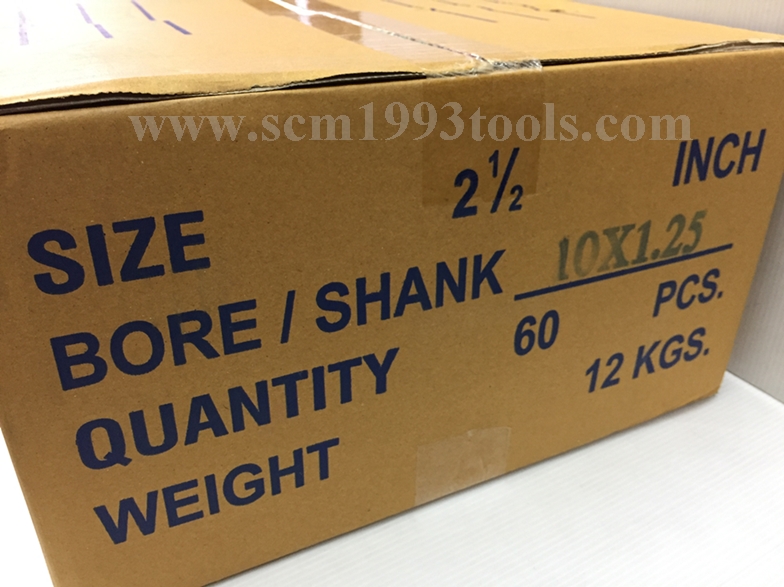 www.scm1993tools.com
SIZE 2 1/2 INCH
BORE / SHANK 10X1.25
QUANTITY 60 PCS.
WEIGHT 12 KGS.